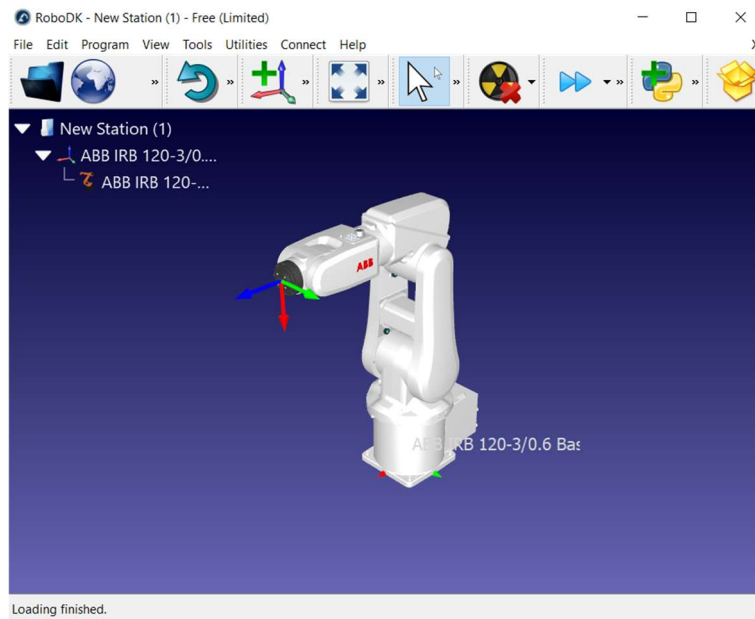 RoboDK - New Station (1) - Free (Limited)
File Edit Program View Tools Utilities Connect Help
» » » » » » »
New Station (1)
ABB IRB 120-3/0....
ABB IRB 120-...
ABB
ABB IRB 120-3/0.6 Bas
Loading finished.